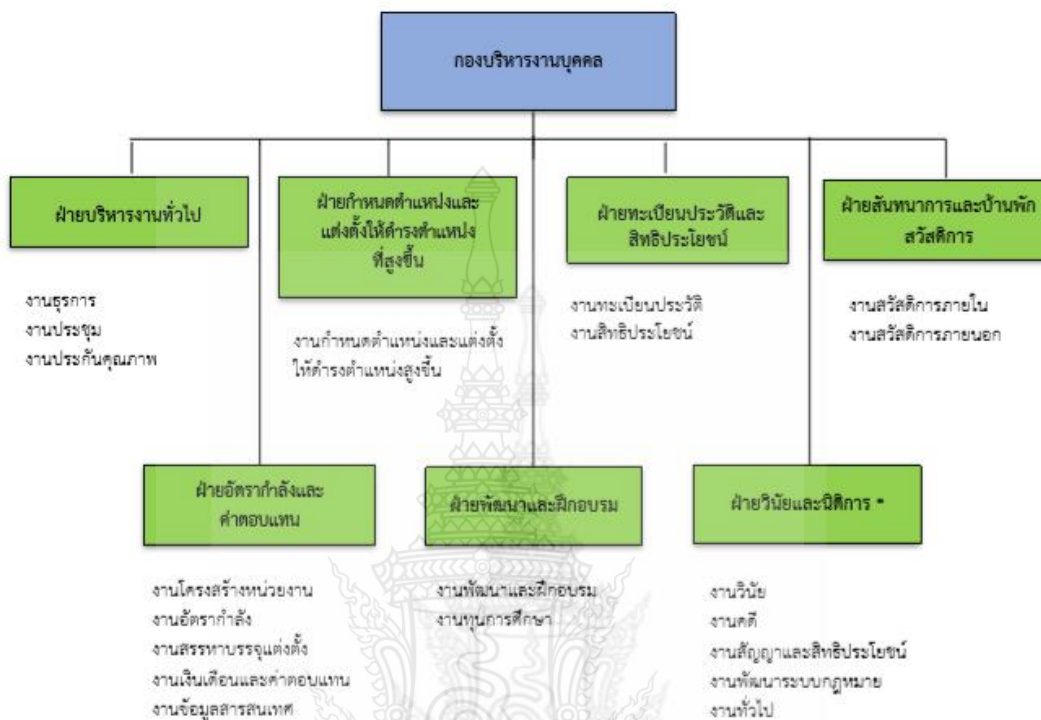 กองบริหารงานบุคคล
ฝ่ายบริหารงานทั่วไป
งานธุรการ
งานประชุม
งานประกันคุณภาพ
ฝ่ายกำหนดตำแหน่งและ
แต่งตั้งให้ดำรงตำแหน่ง
ที่สูงขึ้น
งานกำหนดตำแหน่งและแต่งตั้ง
ให้ดำรงตำแหน่งสูงขึ้น
ฝ่ายทะเบียนประวัติและ
สิทธิประโยชน์
งานทะเบียนประวัติ
งานสิทธิประโยชน์
ฝ่ายสันทนาการและบ้านพัก
สวัสดิการ
งานสวัสดิการภายใน
งานสวัสดิการภายนอก
ฝ่ายอัตรากำลังและ
ค่าตอบแทน
งานโครงสร้างหน่วยงาน
งานอัตรากำลัง
งานสรรหาบรรจุแต่งตั้ง
งานเงินเดือนและค่าตอบแทน
งานข้อมูลสารสนเทศ
ฝ่ายพัฒนาและฝึกอบรม
งานพัฒนาและฝึกอบรม
งานทุนการศึกษา
ฝ่ายวินัยและนิติการ *
งานวินัย
งานคดี
งานสัญญาและสิทธิประโยชน์
งานพัฒนาระบบกฎหมาย
งานทั่วไป